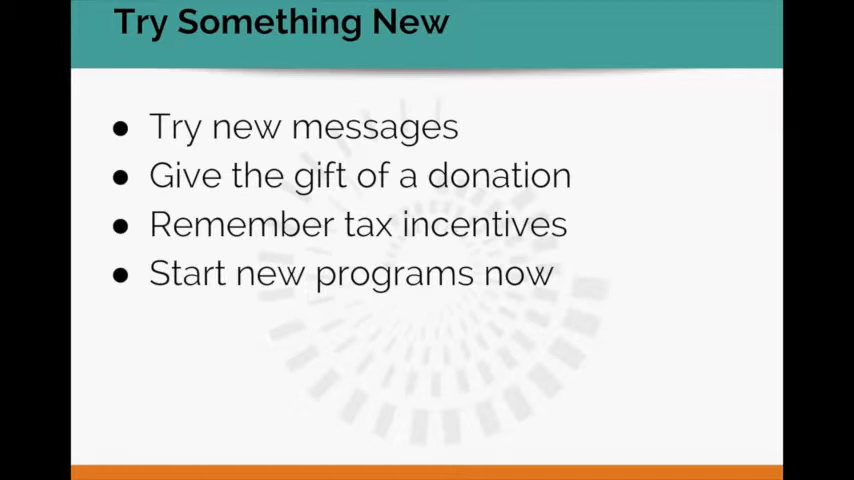 Try Something New
● Try new messages
● Give the gift of a donation
● Remember tax incentives
● Start new programs now